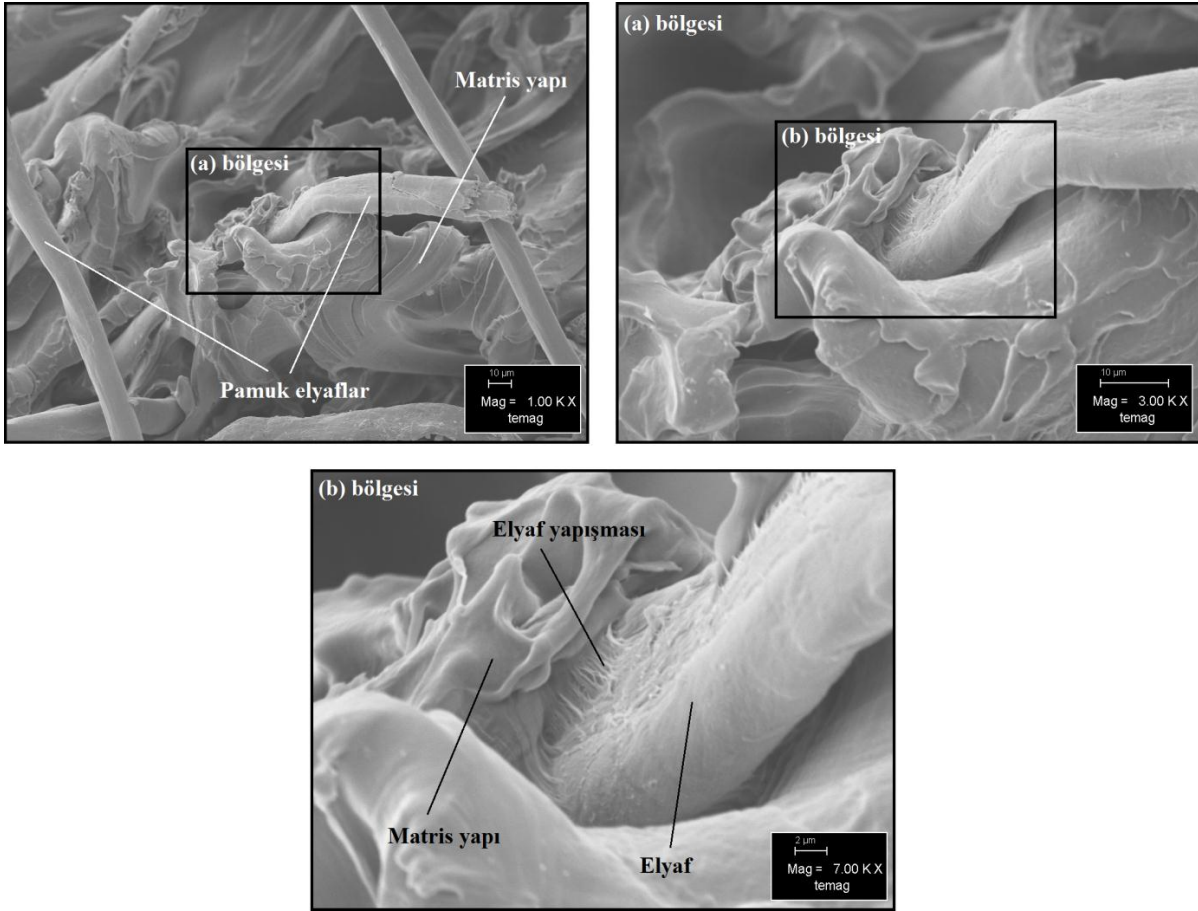 Matris yapı
(a) bölgesi
Pamuk elyaflar
10 µm
Mag = 1.00 K X
temag
(a) bölgesi
(b) bölgesi
10 µm
Mag = 3.00 K X
temag
(b) bölgesi
Elyaf yapışması
Matris yapı
Elyaf
2 µm
Mag = 7.00 K X
temag